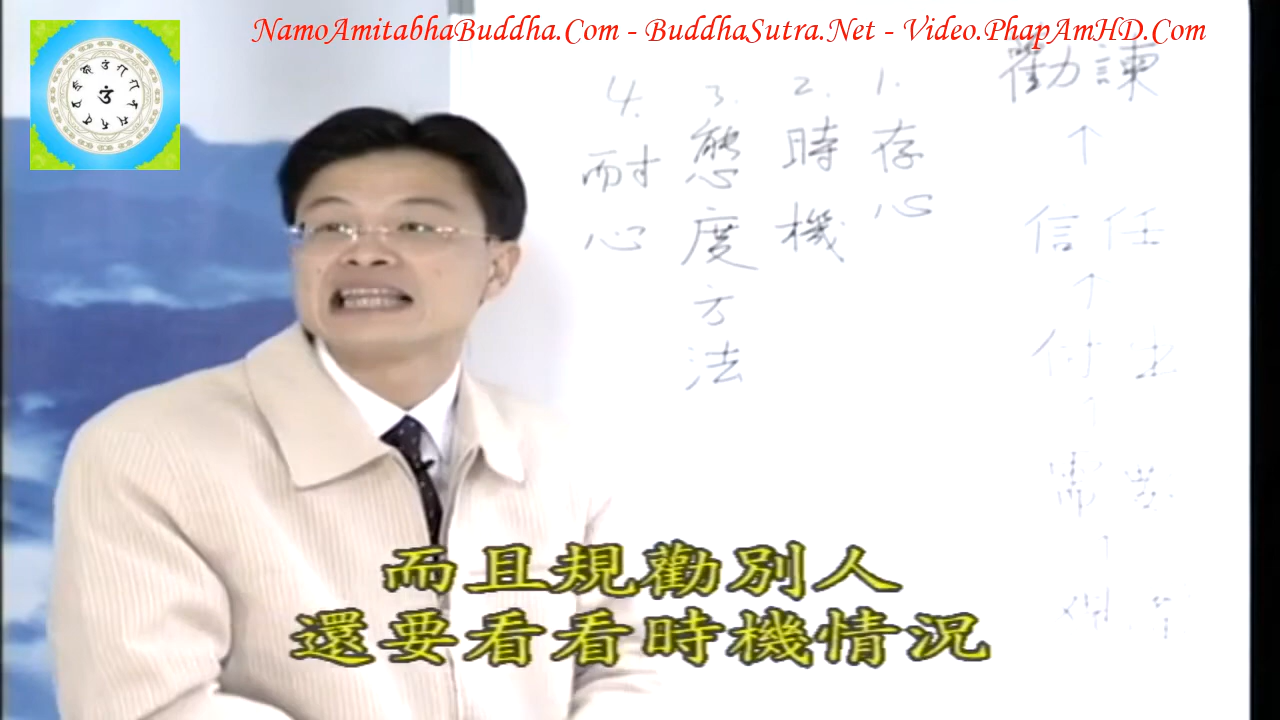 NamoAmitabhaBuddha.Com - BuddhaSutra.Net - Video.PhapAmHD.Com
勸諫
↑
信任
↑
付出
↑
↑
1. 存心
2. 時機
3. 態度方法
4. 耐心
而且規勸別人
還要看看時機情況